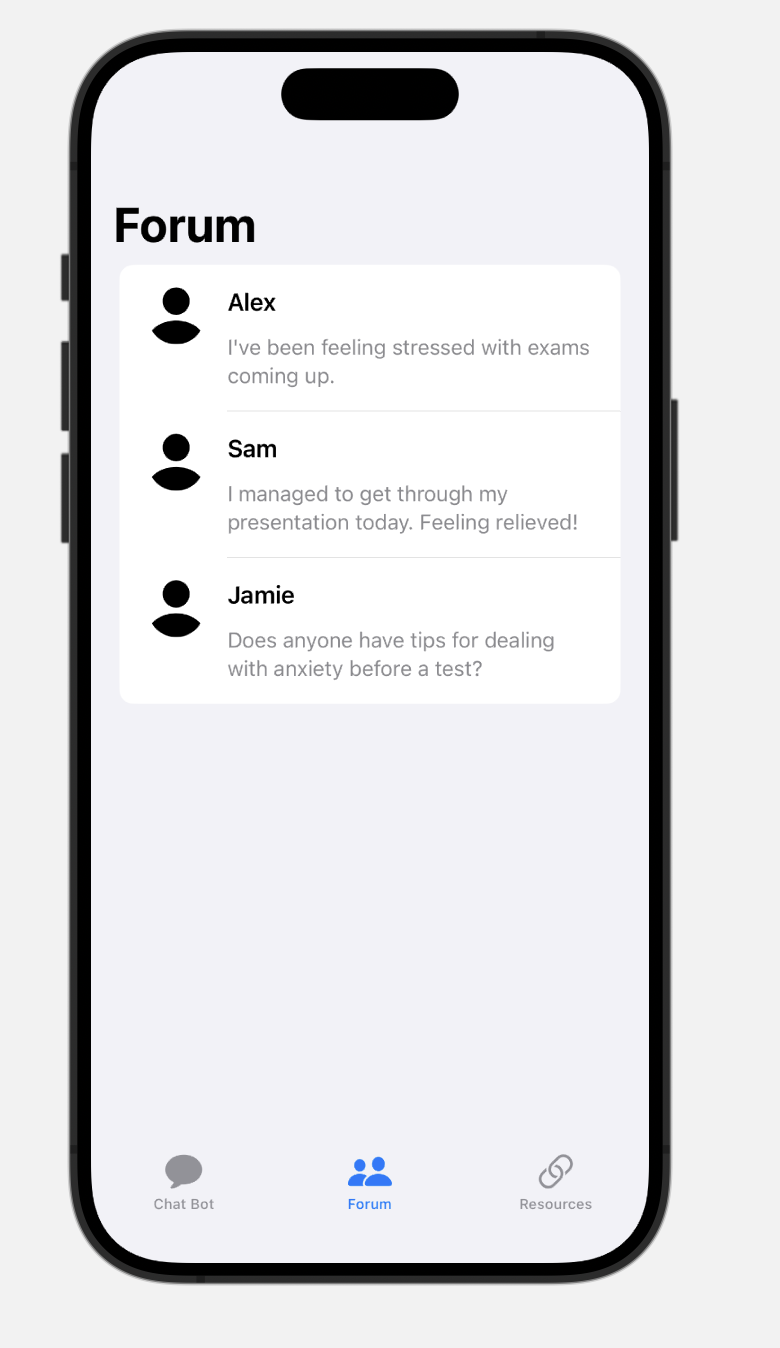 Forum
Alex
I've been feeling stressed with exams
coming up.
Sam
I managed to get through my
presentation today. Feeling relieved!
Jamie
Does anyone have tips for dealing
with anxiety before a test?
Chat Bot
Forum
Resources